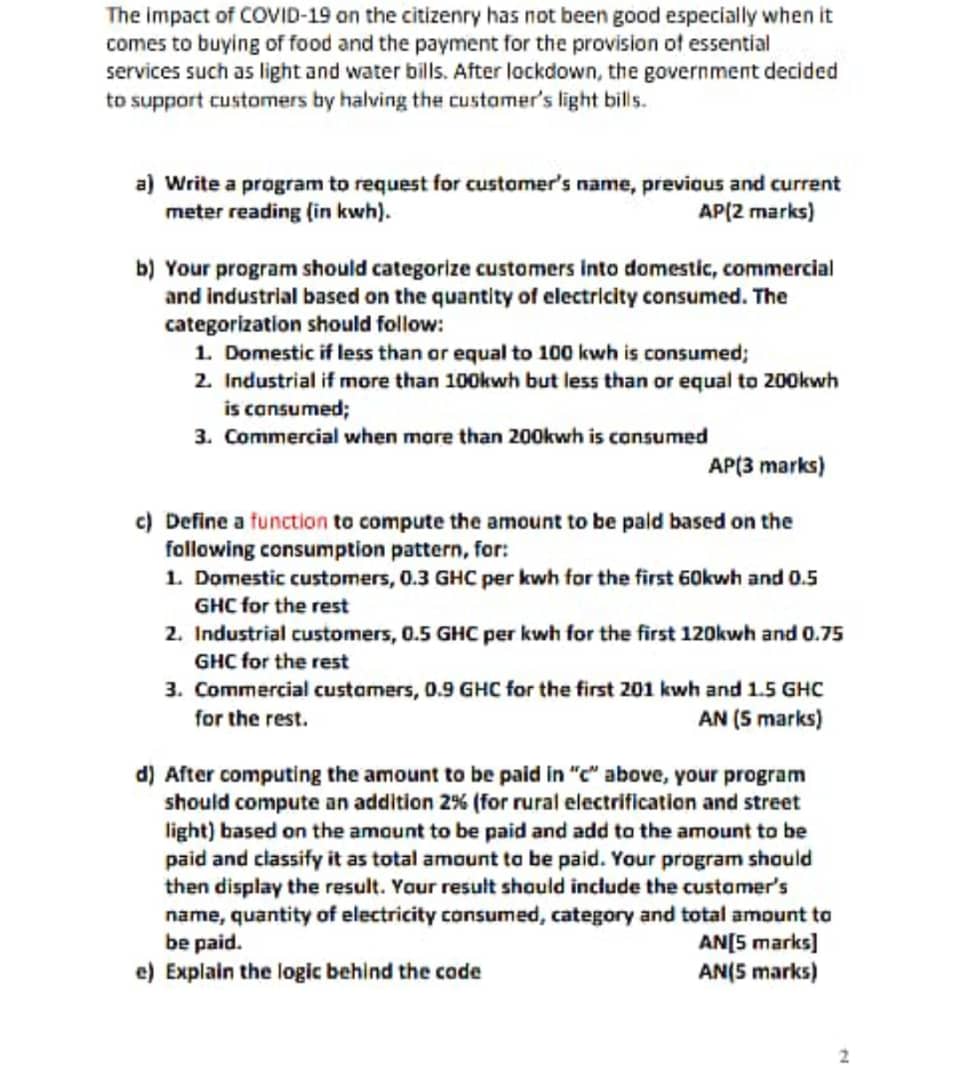 The impact of COVID-19 on the citizenry has not been good especially when it
comes to buying of food and the payment for the provision of essential
services such as light and water bills. After lockdown, the government decided
to support customers by halving the customer's light bills.
a) Write a program to request for customer's name, previous and current
meter reading (in kwh). AP(2 marks)
b) Your program should categorize customers into domestic, commercial
and industrial based on the quantity of electricity consumed. The
categorization should follow:
1. Domestic if less than or equal to 100 kwh is consumed;
2. Industrial if more than 100kwh but less than or equal to 200kwh
is consumed;
3. Commercial when more than 200kwh is consumed
AP(3 marks)
c) Define a function to compute the amount to be paid based on the
following consumption pattern, for:
1. Domestic customers, 0.3 GHC per kwh for the first 60kwh and 0.5
GHC for the rest
2. Industrial customers, 0.5 GHC per kwh for the first 120kwh and 0.75
GHC for the rest
3. Commercial customers, 0.9 GHC for the first 201 kwh and 1.5 GHC
for the rest. AN (5 marks)
d) After computing the amount to be paid in "c" above, your program
should compute an addition 2% (for rural electrification and street
light) based on the amount to be paid and add to the amount to be
paid and classify it as total amount to be paid. Your program should
then display the result. Your result should include the customer's
name, quantity of electricity consumed, category and total amount to
be paid. AN[5 marks]
e) Explain the logic behind the code AN(5 marks)
2